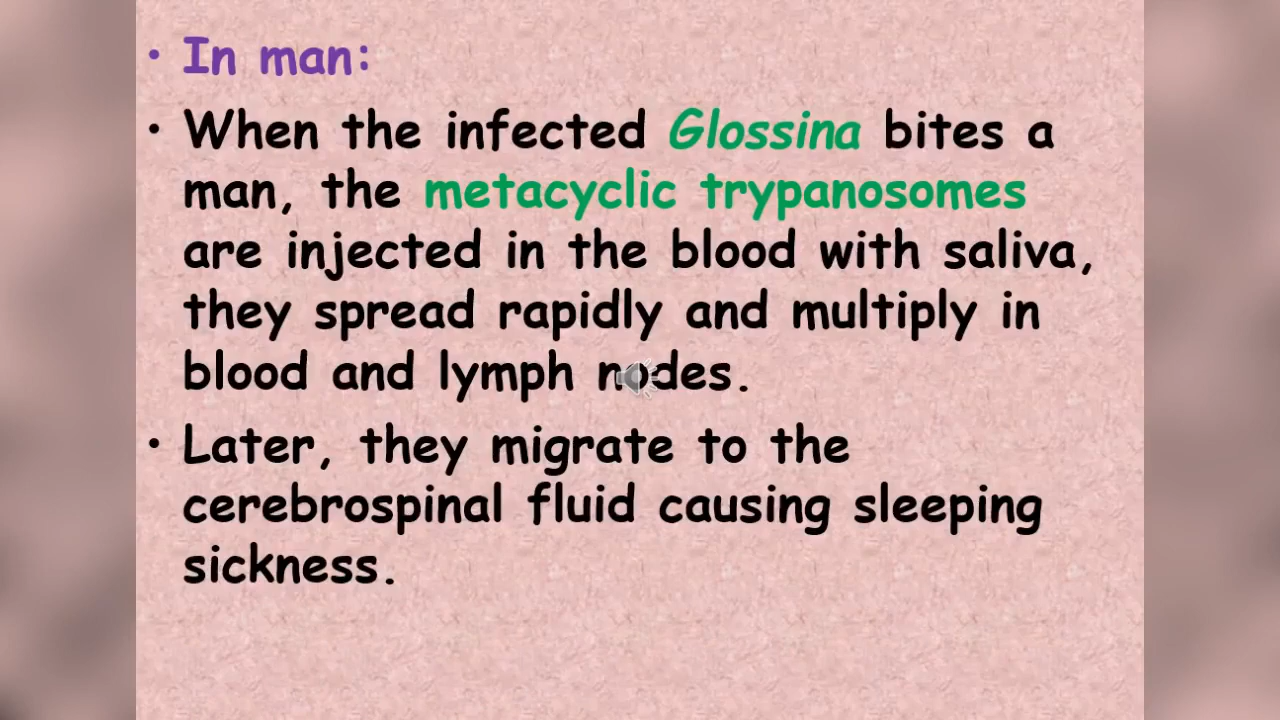 • In man:
• When the infected Glossina bites a
man, the metacyclic trypanosomes
are injected in the blood with saliva,
they spread rapidly and multiply in
blood and lymph nodes.
• Later, they migrate to the
cerebrospinal fluid causing sleeping
sickness.